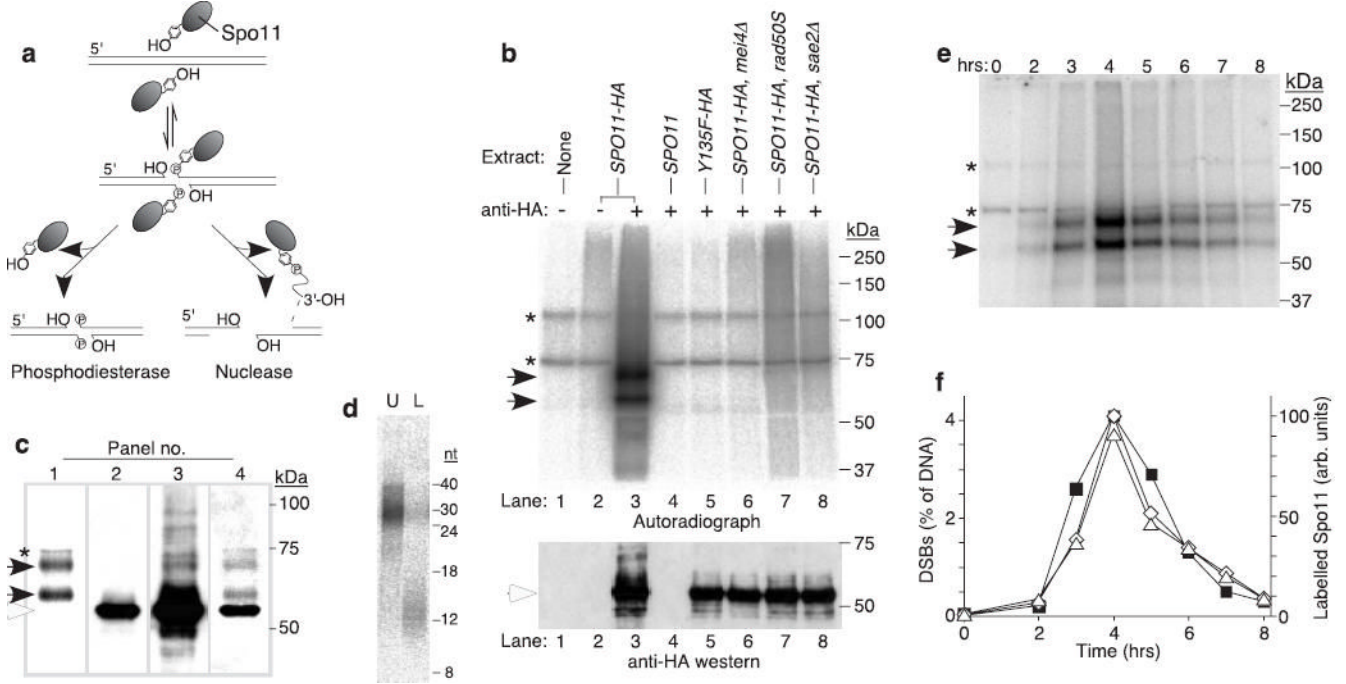 a
HO
Spo11
5'
OH
HO
P
P
OH
HO
P
3'-OH
5'
HO
P
P
OH
HO
OH
Phosphodiesterase
Nuclease
b
Extract:
None
SPO11-HA
SPO11
Y135F-HA
SPO11-HA, mei4Δ
SPO11-HA, rad50S
SPO11-HA, sae2Δ
anti-HA: - - + + + + + +
kDa
250
150
* 100
* 75
50
37
Lane: 1 2 3 4 5 6 7 8
Autoradiograph
75
50
Lane: 1 2 3 4 5 6 7 8
anti-HA western
c
Panel no.
1 2 3 4
kDa
100
* 75
50
d
U L
nt
40
30
24
18
12
8
e
hrs: 0 2 3 4 5 6 7 8
kDa
250
150
* 100
* 75
50
37
f
DSBs (% of DNA)
4
2
0
Labelled Spo11 (arb. units)
100
50
0
0 2 4 6 8
Time (hrs)